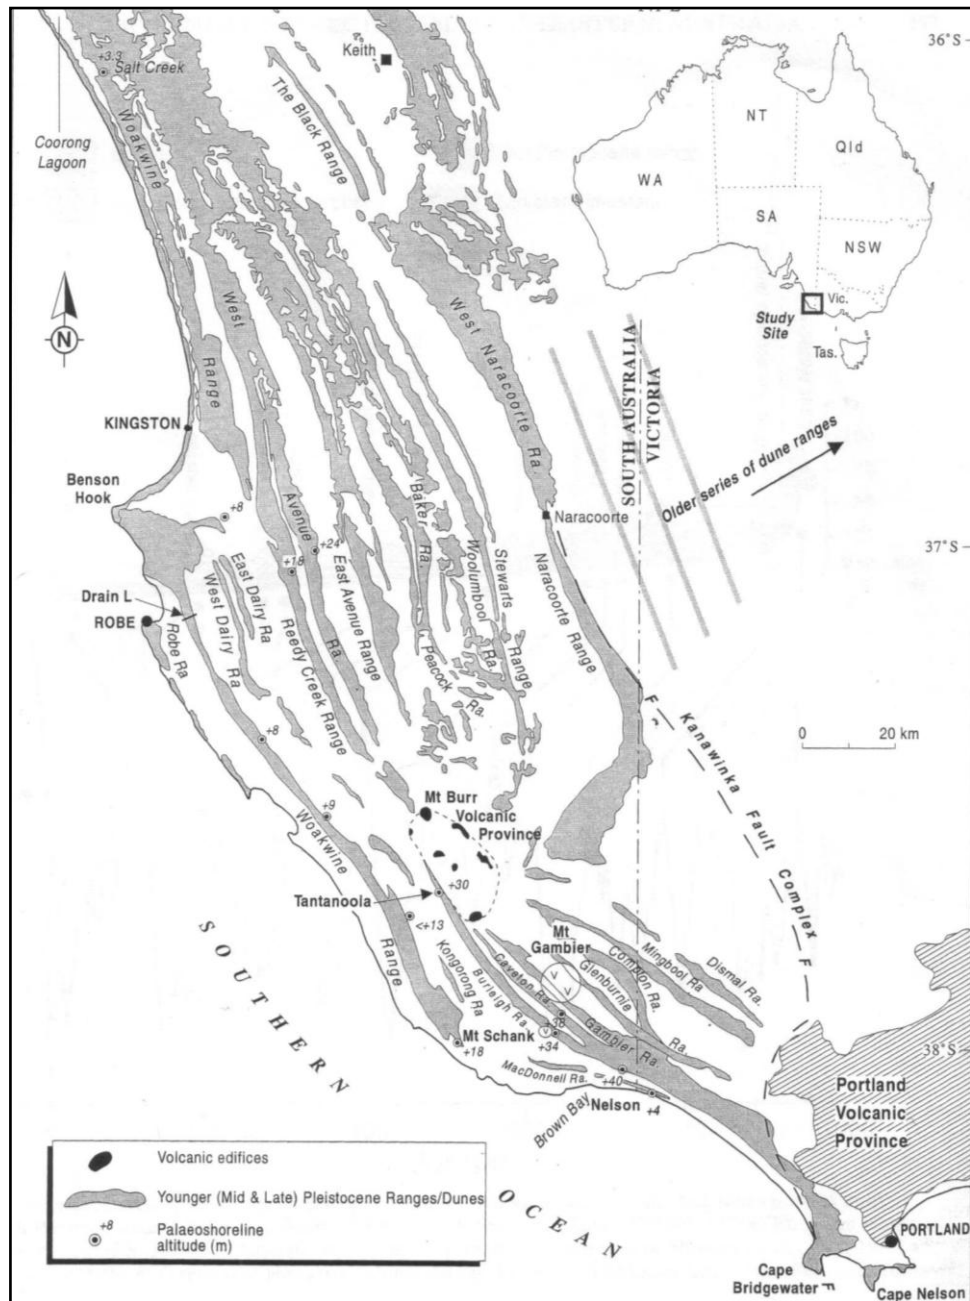 36°S
+3.3
Salt Creek
Keith
The Black Range
Coorong
Lagoon
Woakwine
Range
NT
Qld
WA
SA
NSW
Vic.
Study
Site
Tas.
N
West
Avenue
Ra.
West Naracoorte Ra.
SOUTH AUSTRALIA
VICTORIA
Older series of dune ranges
KINGSTON
Benson
Hook
+8
Naracoorte
37°S
+24
+18
Baker
Ra.
Woolumbool
Ra.
Stewarts
Range
Naracoorte Range
East Avenue Range
Reedy Creek Range
East Dairy Ra
West Dairy Ra
Drain L
ROBE
Robe Ra
Peacock
Ra.
F
F
Kanawinka Fault Complex
F
0 20 km
+8
+9
Mt Burr
Volcanic
Province
Woakwine
Range
Tantanoola
+30
<+13
Mt
Gambier
v
v
v
Dismal Ra.
Mingbool Ra
Compton Ra.
Glenburnie
Ra.
Caveton Ra
Burleigh Ra.
Kongorong Ra
Gambier Ra.
Mt Schank
v
+38
+34
+18
38°S
MacDonnell Ra.
+40
Nelson
+4
Brown Bay
Portland
Volcanic
Province
SOUTHERN
OCEAN
Volcanic edifices
Younger (Mid & Late) Pleistocene Ranges/Dunes
+8
Palaeoshoreline
altitude (m)
PORTLAND
Cape
Bridgewater
F
Cape Nelson